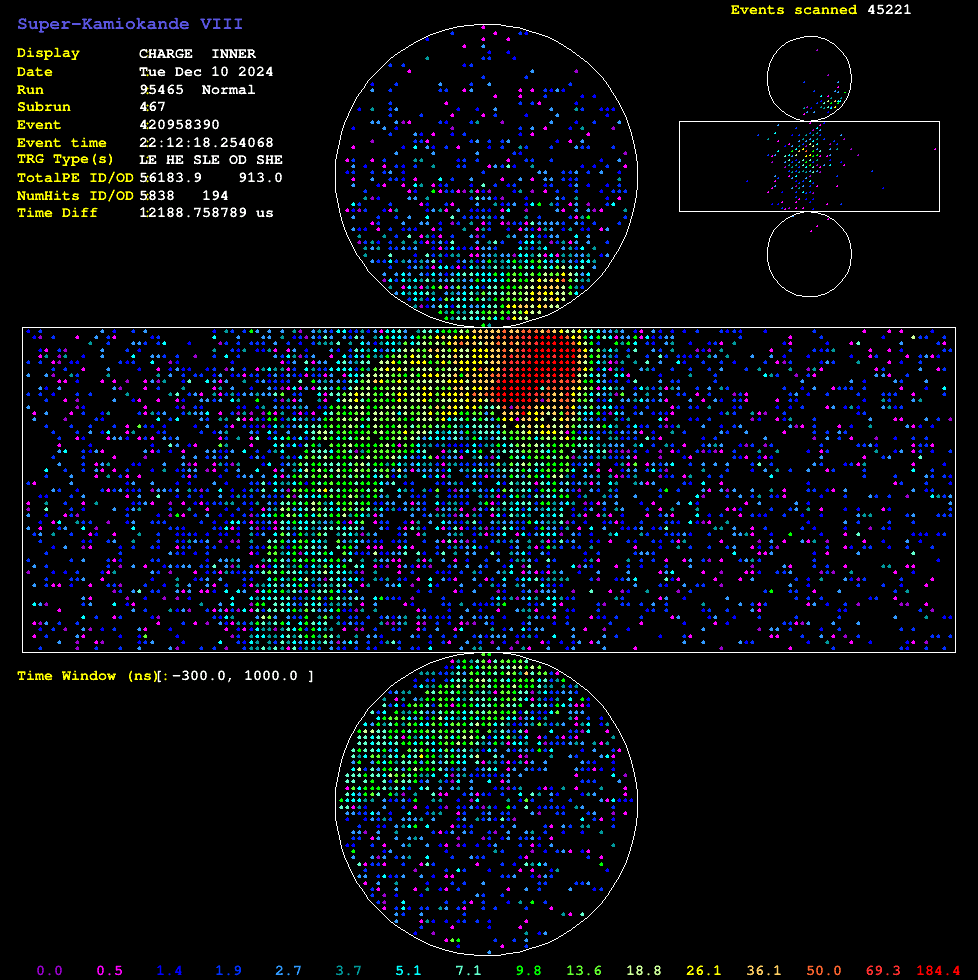 Super-Kamiokande VIII
Events scanned 45221
Display CHARGE INNER
Date Tue Dec 10 2024
Run 95465 Normal
Subrun 467
Event 420958390
Event time 22:12:18.254068
TRG Type(s) LE HE SLE OD SHE
TotalPE ID/OD 56183.9 913.0
NumHits ID/OD 5838 194
Time Diff 12188.758789 us
Time Window (ns): [-300.0, 1000.0 ]
0.0 0.5 1.4 1.9 2.7 3.7 5.1 7.1 9.8 13.6 18.8 26.1 36.1 50.0 69.3 184.4